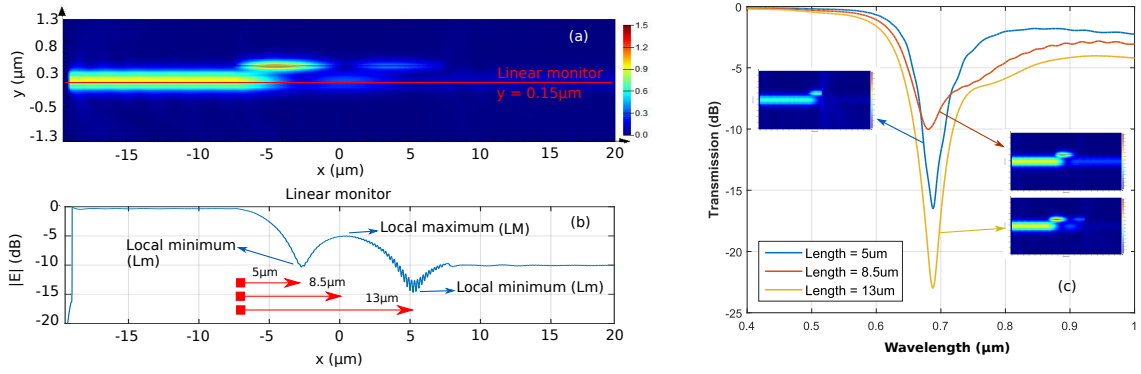 1.3
0.8
0.3
-0.5
-1.3
y (µm)
(a)
Linear monitor
y = 0.15µm
1.5
1.2
0.9
0.6
0.3
0.0
-15
-10
-5
0
5
10
15
20
x (µm)
Linear monitor
0
-5
-10
-15
-20
|E| (dB)
(b)
Local maximum (LM)
Local minimum
(Lm)
5µm
8.5µm
13µm
Local minimum (Lm)
-15
-10
-5
0
5
10
15
20
x (µm)
0
-5
-10
-15
-20
-25
Transmission (dB)
Length = 5um
Length = 8.5um
Length = 13um
(c)
0.4
0.5
0.6
0.7
0.8
0.9
1
Wavelength (µm)